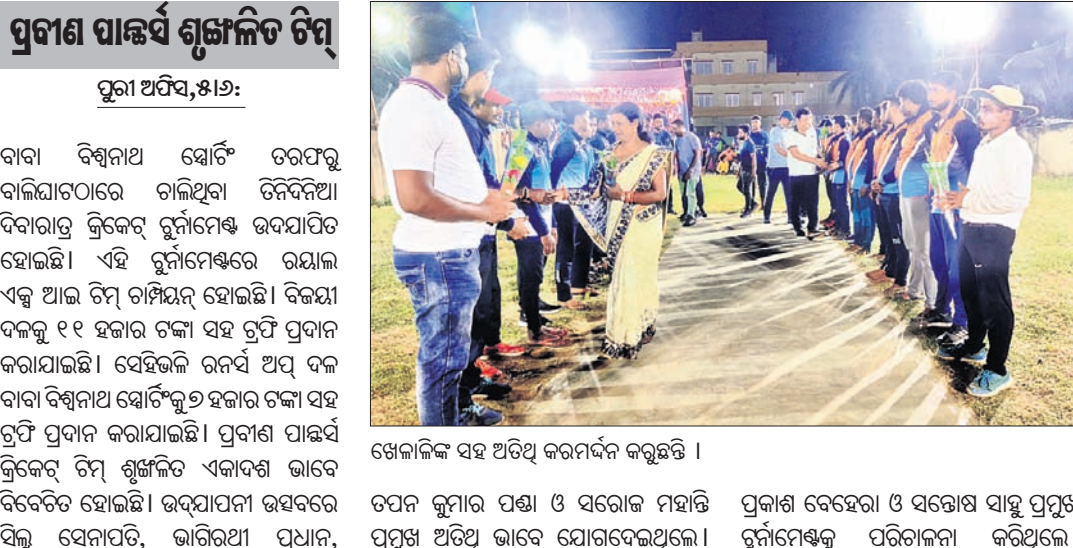 ପ୍ରବୀଣ ପାନ୍ଥର୍ସ ଶୃଙ୍ଖଳିତ ଟିମ୍
ପୁରୀ ଅଫିସ,୫।୬:
ବାବା ବିଶ୍ୱନାଥ ସ୍ପୋର୍ଟିଂ ତରଫରୁ
ବାଲିଘାଟଠାରେ ଚାଲିଥିବା ତିନିଦିନିଆ
ଦିବାରାତ୍ର କ୍ରିକେଟ୍ ଟୁର୍ନାମେଣ୍ଟ ଉଦଯାପିତ
ହୋଇଛି। ଏହି ଟୁର୍ନାମେଣ୍ଟରେ ରୟାଲ
ଏକ୍ସ ଆଇ ଟିମ୍ ଚାମ୍ପିୟନ୍ ହୋଇଛି। ବିଜୟୀ
ଦଳକୁ ୧୧ ହଜାର ଟଙ୍କା ସହ ଟ୍ରଫି ପ୍ରଦାନ
କରାଯାଇଛି। ସେହିଭଳି ରନର୍ସ ଅପ୍ ଦଳ
ବାବା ବିଶ୍ୱନାଥ ସ୍ପୋର୍ଟିଂକୁ ୭ ହଜାର ଟଙ୍କା ସହ
ଟ୍ରଫି ପ୍ରଦାନ କରାଯାଇଛି। ପ୍ରବୀଣ ପାନ୍ଥର୍ସ
କ୍ରିକେଟ୍ ଟିମ୍ ଶୃଙ୍ଖଳିତ ଏକାଦଶ ଭାବେ
ବିବେଚିତ ହୋଇଛି। ଉଦ୍‌ଯାପନୀ ଉତ୍ସବରେ
ସିଲୁ ସେନାପତି, ଭାଗିରଥୀ ପ୍ରଧାନ,
ଖେଳାଳିଙ୍କ ସହ ଅତିଥି କରମର୍ଦ୍ଦନ କରୁଛନ୍ତି ।
ତପନ କୁମାର ପଣ୍ଡା ଓ ସରୋଜ ମହାନ୍ତି
ପ୍ରମୁଖ ଅତିଥି ଭାବେ ଯୋଗଦେଇଥିଲେ।
ପ୍ରକାଶ ବେହେରା ଓ ସନ୍ତୋଷ ସାହୁ ପ୍ରମୁଖ
ଟୁର୍ନାମେଣ୍ଟକୁ ପରିଚାଳନା କରିଥିଲେ